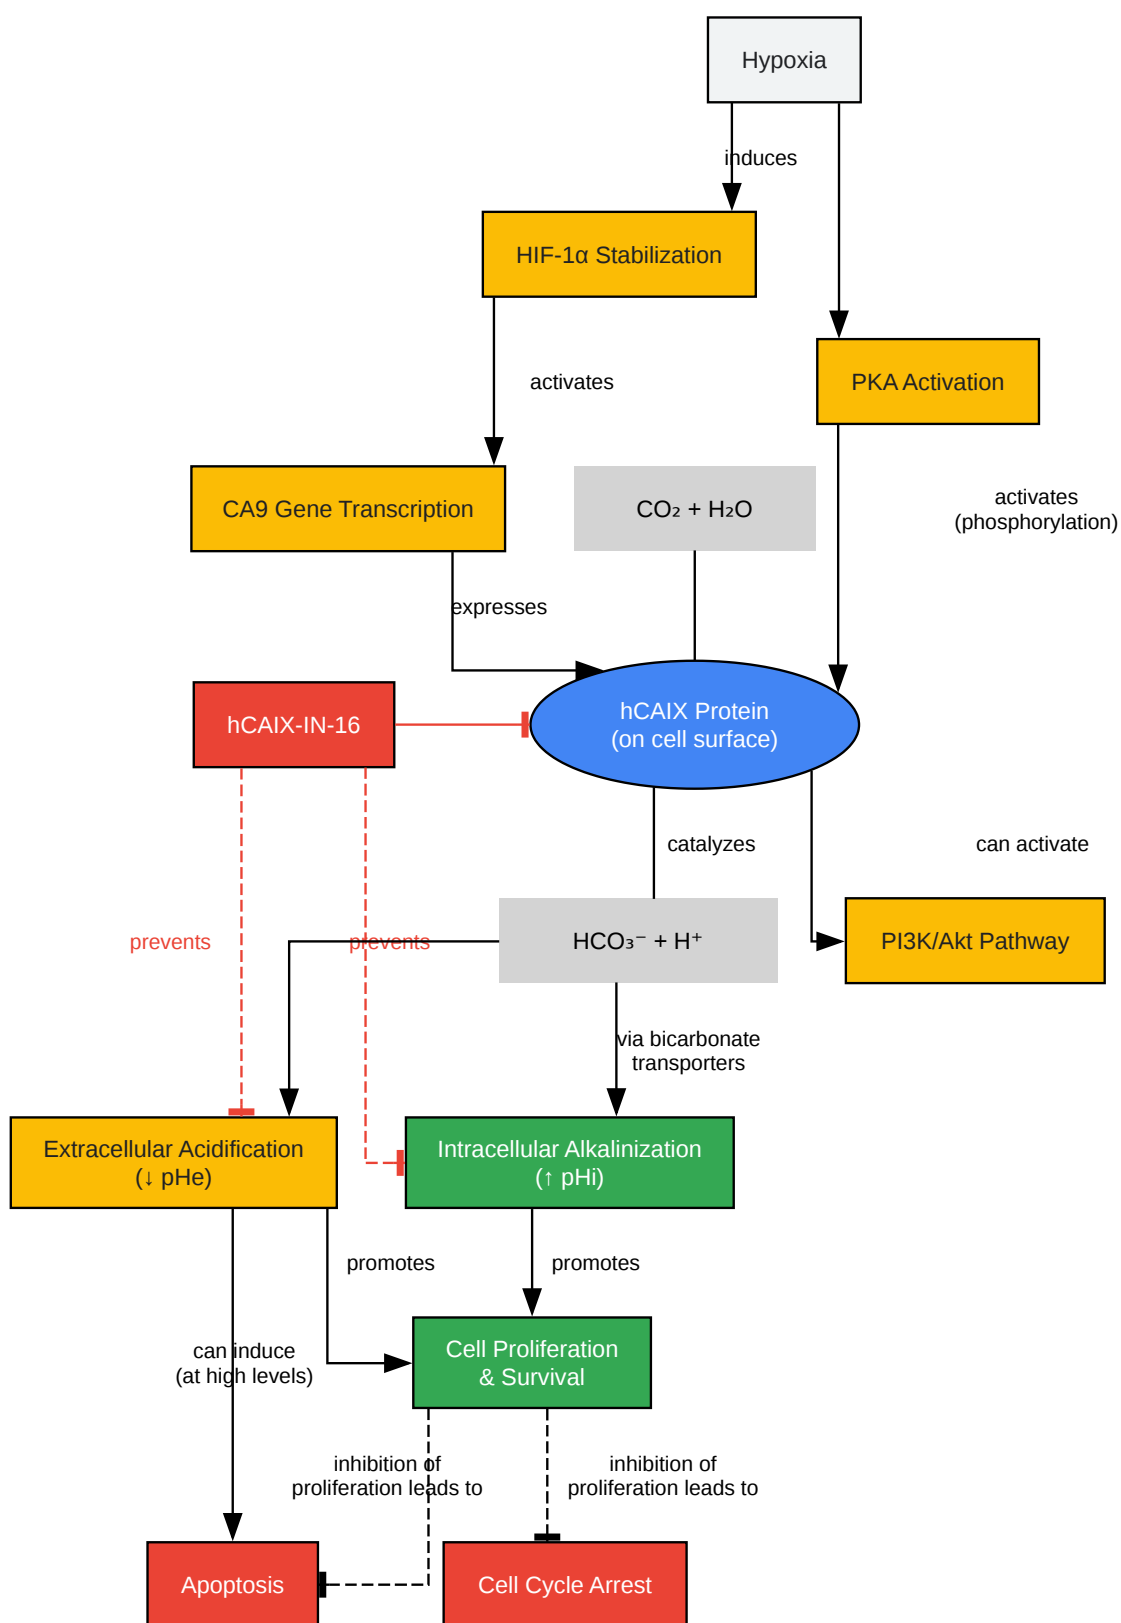 Hypoxia
induces
HIF-1α Stabilization
activates
PKA Activation
CA9 Gene Transcription
CO₂ + H₂O
activates
(phosphorylation)
expresses
hCAIX-IN-16
hCAIX Protein
(on cell surface)
catalyzes
can activate
prevents
prevents
HCO₃⁻ + H⁺
PI3K/Akt Pathway
via bicarbonate
transporters
Extracellular Acidification
(↓ pHe)
Intracellular Alkalinization
(↑ pHi)
promotes
promotes
can induce
(at high levels)
Cell Proliferation
& Survival
inhibition of
proliferation leads to
inhibition of
proliferation leads to
Apoptosis
Cell Cycle Arrest